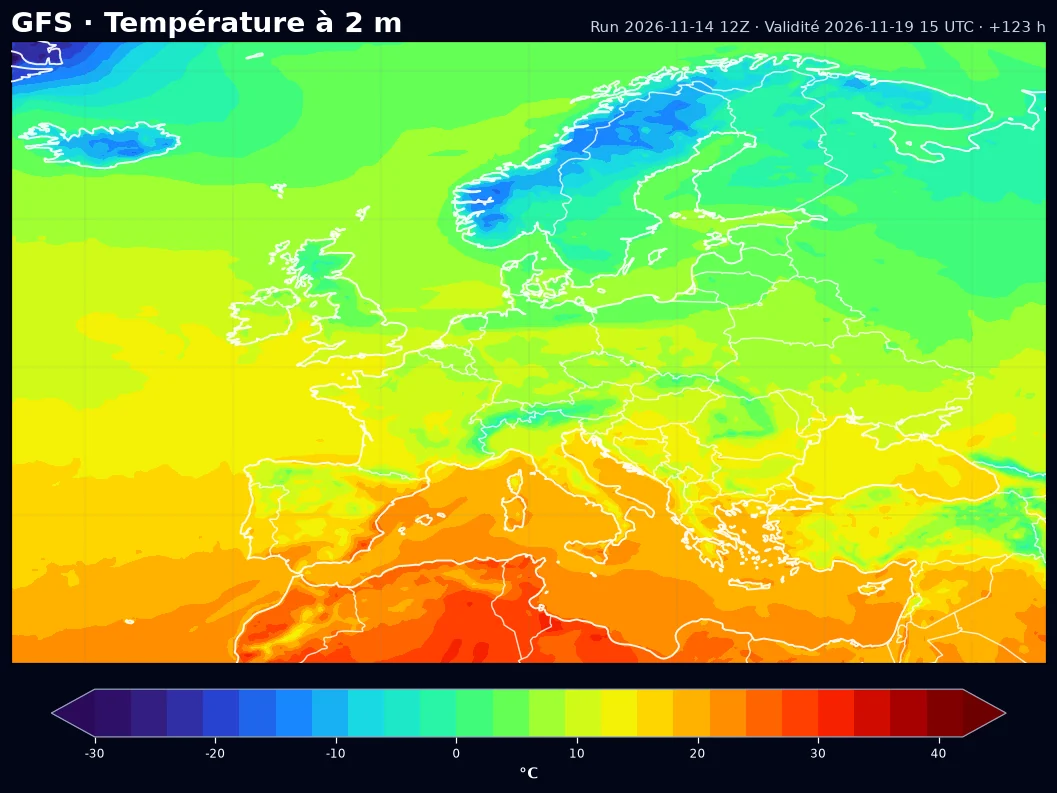 GFS · Température à 2 m
Run 2026-11-14 12Z · Validité 2026-11-19 15 UTC · +123 h
-30 -20 -10 0 10 20 30 40
°C